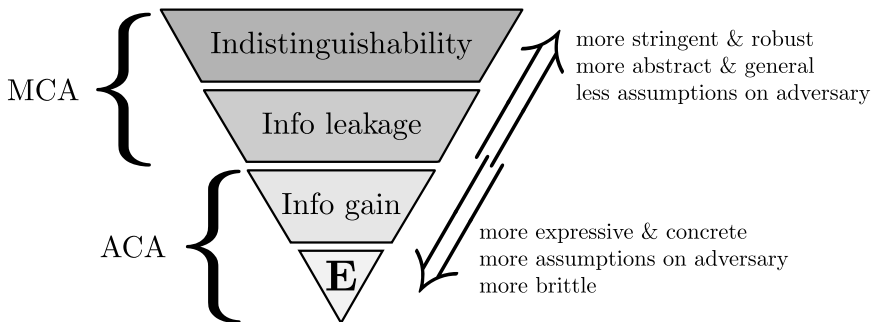 Indistinguishability
Info leakage
Info gain
E
MCA
ACA
more stringent & robust
more abstract & general
less assumptions on adversary
more expressive & concrete
more assumptions on adversary
more brittle